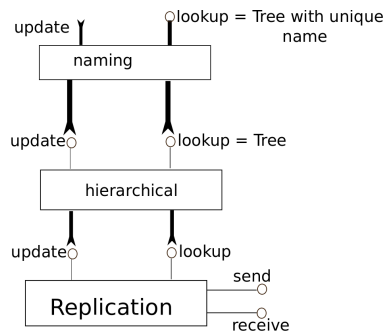 update
lookup = Tree with unique
name
naming
update
lookup = Tree
hierarchical
update
lookup
send
Replication
receive